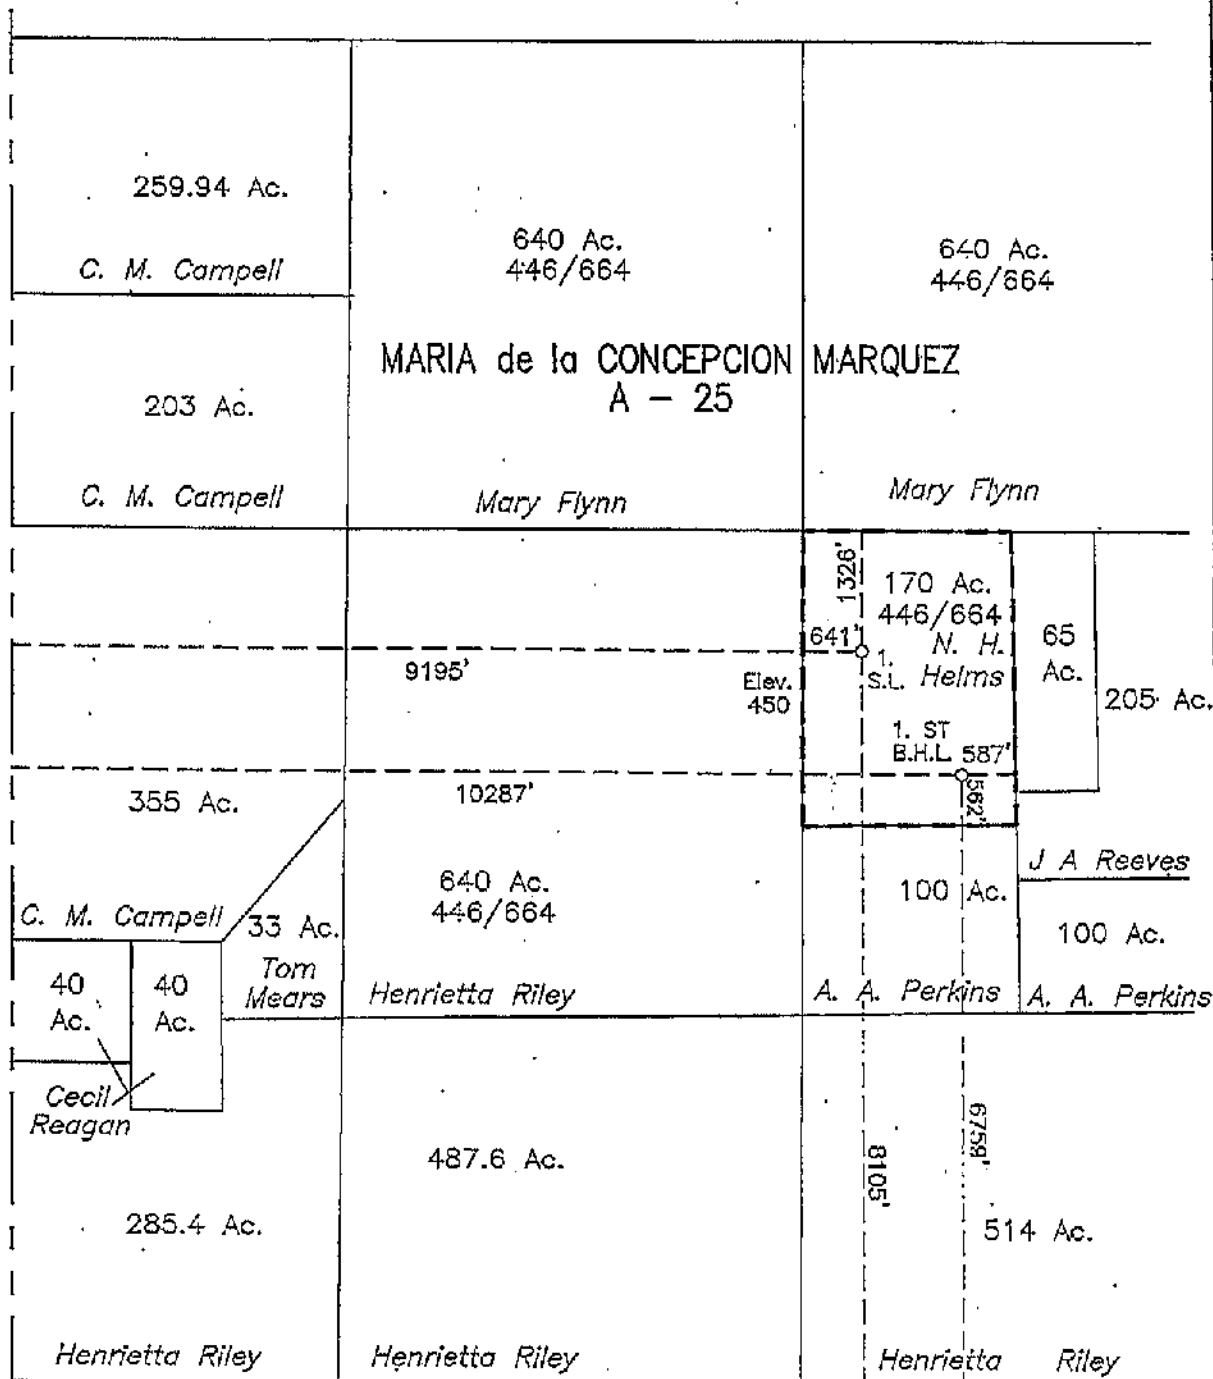 259.94 Ac.
C. M. Campell
640 Ac.
446/664
640 Ac.
446/664
MARIA de la CONCEPCION MARQUEZ
A - 25
203 Ac.
C. M. Campell
Mary Flynn
Mary Flynn
1326'
170 Ac.
446/664
N. H.
Helms
641'
1.
S.L.
65
Ac.
205 Ac.
9195'
Elev.
450
1. ST
B.H.L. 587'
562'
10287'
355 Ac.
C. M. Campell
33 Ac.
Tom
Mears
640 Ac.
446/664
Henrietta Riley
100 Ac.
A. A. Perkins
J A Reeves
100 Ac.
A. A. Perkins
40
Ac.
40
Ac.
Cecil
Reagan
487.6 Ac.
8105'
6759'
285.4 Ac.
514 Ac.
Henrietta Riley
Henrietta Riley
Henrietta Riley